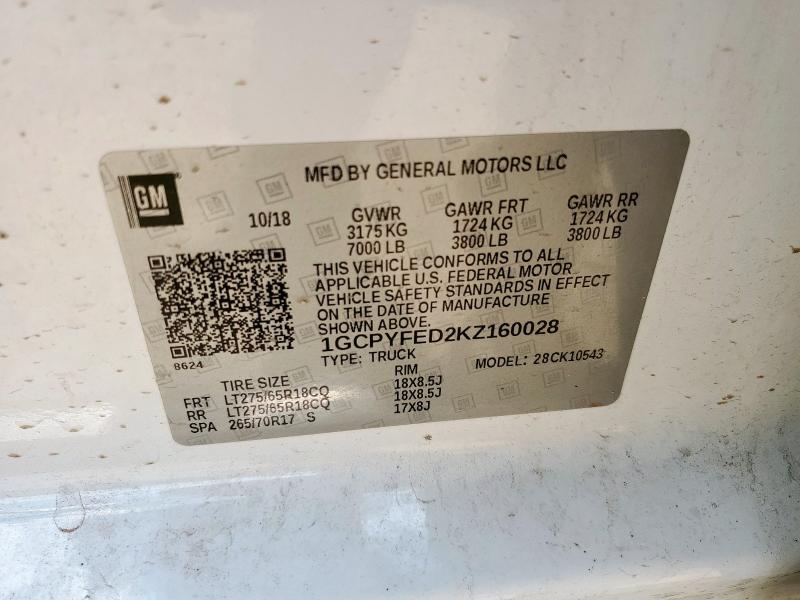 GM
MFD BY GENERAL MOTORS LLC
10/18 GVWR GAWR FRT GAWR RR
3175 KG 1724 KG 1724 KG
7000 LB 3800 LB 3800 LB
THIS VEHICLE CONFORMS TO ALL
APPLICABLE U.S. FEDERAL MOTOR
VEHICLE SAFETY STANDARDS IN EFFECT
ON THE DATE OF MANUFACTURE
SHOWN ABOVE.
1GCPYFED2KZ160028
8624 TYPE: TRUCK MODEL: 28CK10543
TIRE SIZE RIM
FRT LT275/65R18CQ 18X8.5J
RR LT275/65R18CQ 18X8.5J
SPA 265/70R17 S 17X8J